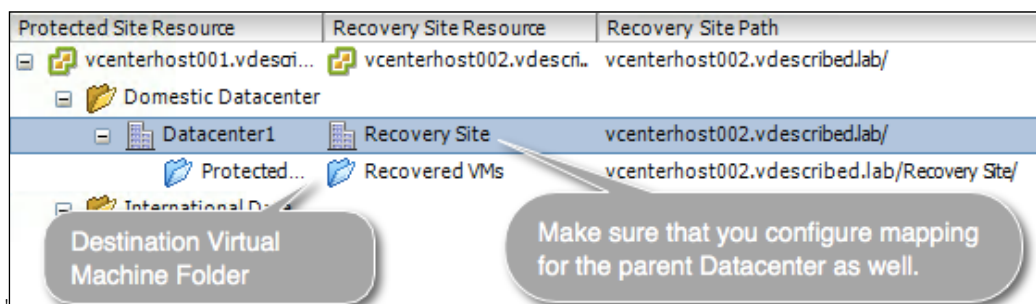 Protected Site Resource Recovery Site Resource Recovery Site Path
vcenterhost001.vdescri... vcenterhost002.vdescri.. vcenterhost002.vdescribed.lab/
Domestic Datacenter
Datacenter1 Recovery Site vcenterhost002.vdescribed.lab/
Protected... Recovered VMs vcenterhost002.vdescribed.lab/Recovery Site/
International
Destination Virtual
Machine Folder
Make sure that you configure mapping
for the parent Datacenter as well.